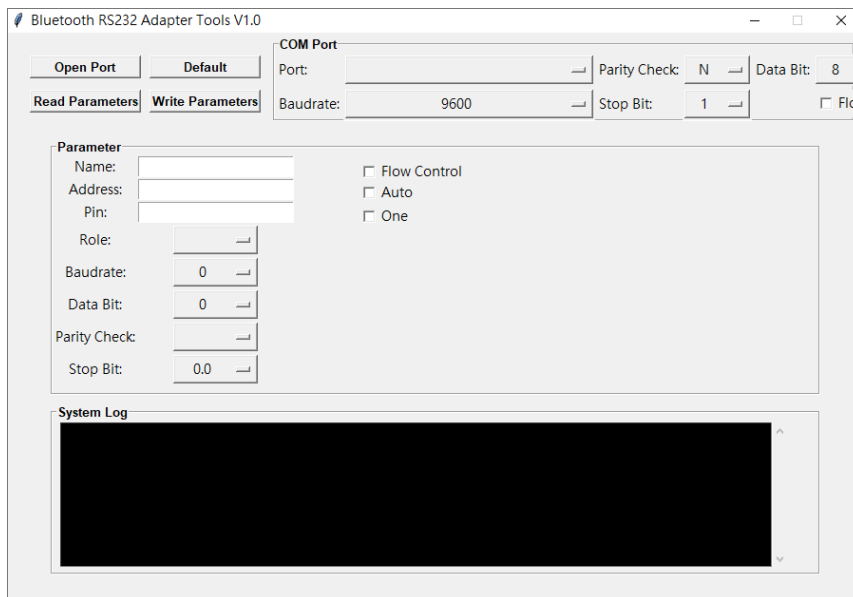 Bluetooth RS232 Adapter Tools V1.0
COM Port
Open Port Default Port: Parity Check: N Data Bit: 8
Read Parameters Write Parameters Baudrate: 9600 Stop Bit: 1
Parameter
Name: Flow Control
Address: Auto
Pin: One
Role:
Baudrate: 0
Data Bit: 0
Parity Check:
Stop Bit: 0.0
System Log